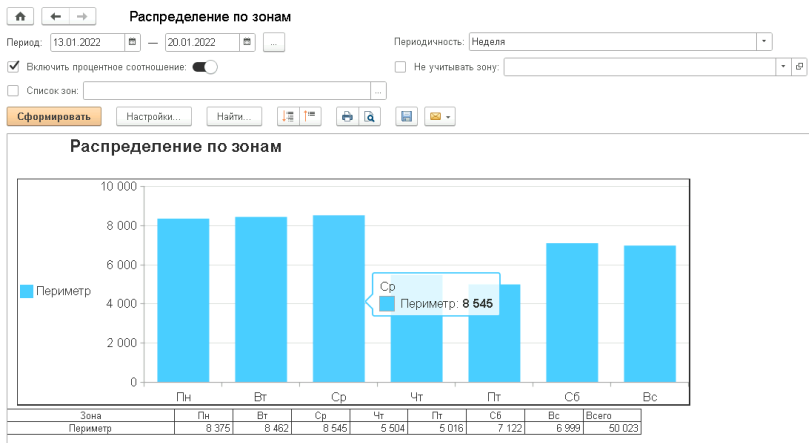 Распределение по зонам
Период: 13.01.2022 — 20.01.2022 ... Периодичность: Неделя
Включить процентное соотношение: Не учитывать зону:
Список зон: ...
Сформировать Настройки... Найти...
Распределение по зонам
10 000
8 000
6 000
4 000
2 000
0
Периметр
Ср
Периметр: 8 545
Пн Вт Ср Чт Пт Сб Вс
Зона Пн Вт Ср Чт Пт Сб Вс Всего
Периметр 8 375 8 462 8 545 5 504 5 016 7 122 6 999 50 023